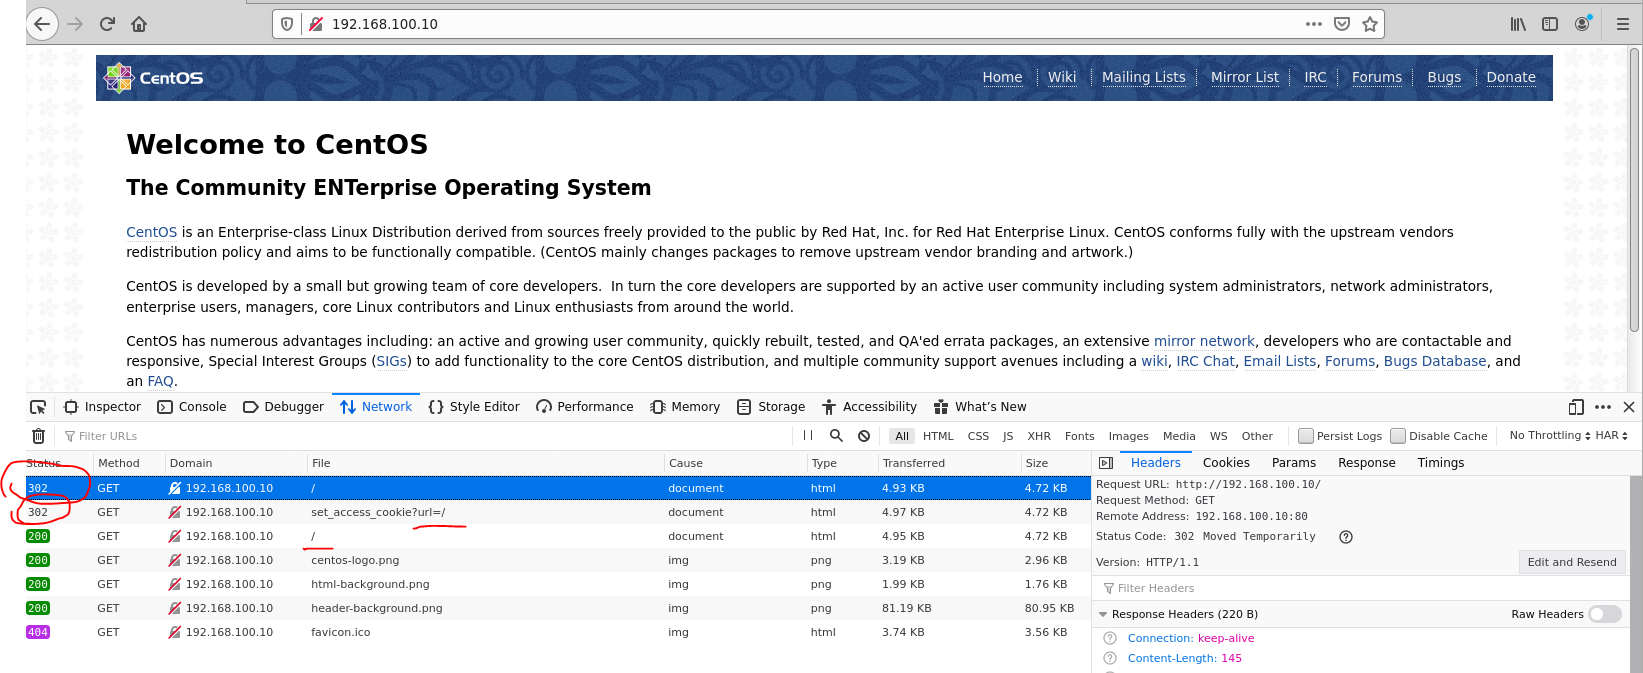 192.168.100.10
CentOS
Home Wiki Mailing Lists Mirror List IRC Forums Bugs Donate
Welcome to CentOS
The Community ENTerprise Operating System
CentOS is an Enterprise-class Linux Distribution derived from sources freely provided to the public by Red Hat, Inc. for Red Hat Enterprise Linux. CentOS conforms fully with the upstream vendors
redistribution policy and aims to be functionally compatible. (CentOS mainly changes packages to remove upstream vendor branding and artwork.)
CentOS is developed by a small but growing team of core developers. In turn the core developers are supported by an active user community including system administrators, network administrators,
enterprise users, managers, core Linux contributors and Linux enthusiasts from around the world.
CentOS has numerous advantages including: an active and growing user community, quickly rebuilt, tested, and QA'ed errata packages, an extensive mirror network, developers who are contactable and
responsive, Special Interest Groups (SIGs) to add functionality to the core CentOS distribution, and multiple community support avenues including a wiki, IRC Chat, Email Lists, Forums, Bugs Database, and
an FAQ.
Inspector Console Debugger Network {} Style Editor Performance Memory Storage Accessibility What's New
Filter URLs All HTML CSS JS XHR Fonts Images Media WS Other Persist Logs Disable Cache No Throttling HAR
Status Method Domain File Cause Type Transferred Size
302 GET 192.168.100.10 / document html 4.93 KB 4.72 KB
302 GET 192.168.100.10 set_access_cookie?url=/ document html 4.97 KB 4.72 KB
200 GET 192.168.100.10 / document html 4.95 KB 4.72 KB
200 GET 192.168.100.10 centos-logo.png img png 3.19 KB 2.96 KB
200 GET 192.168.100.10 html-background.png img png 1.99 KB 1.76 KB
200 GET 192.168.100.10 header-background.png img png 81.19 KB 80.95 KB
404 GET 192.168.100.10 favicon.ico img html 3.74 KB 3.56 KB
Headers Cookies Params Response Timings
Request URL: http://192.168.100.10/
Request Method: GET
Remote Address: 192.168.100.10:80
Status Code: 302 Moved Temporarily ?
Version: HTTP/1.1 Edit and Resend
Filter Headers
Response Headers (220 B) Raw Headers
? Connection: keep-alive
? Content-Length: 145